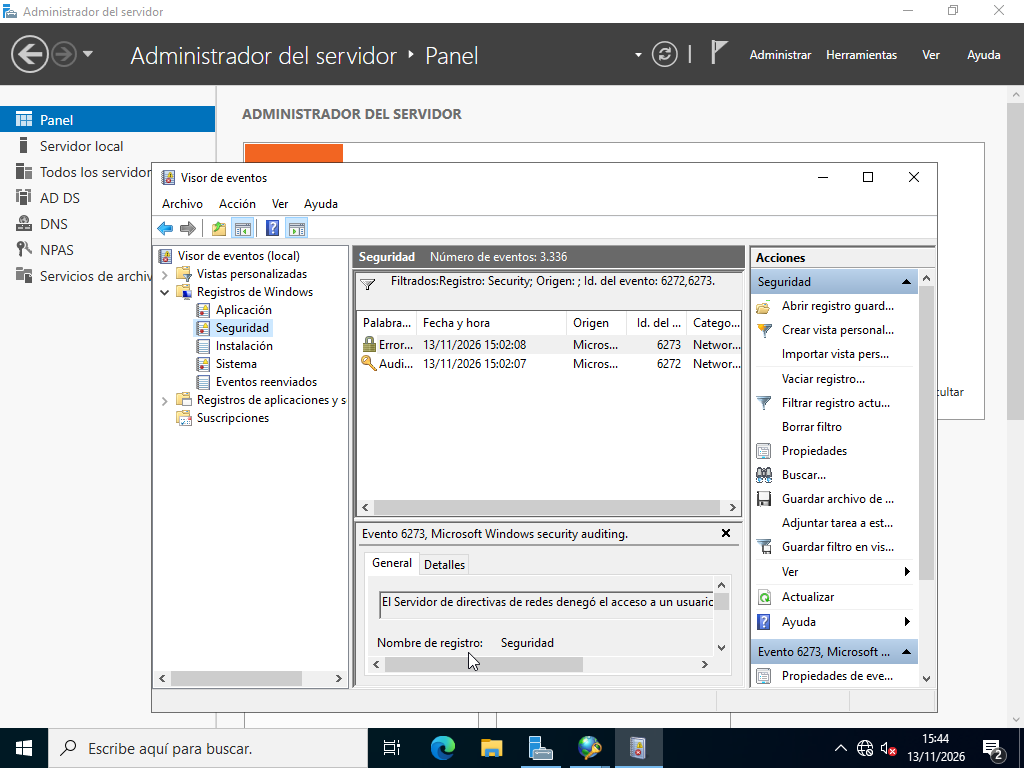 Administrador del servidor
Administrador del servidor ‣ Panel
Administrar Herramientas Ver Ayuda
Panel
Servidor local
Todos los servidor
AD DS
DNS
NPAS
Servicios de archiv
ADMINISTRADOR DEL SERVIDOR
cultar
Visor de eventos
Archivo Acción Ver Ayuda
Visor de eventos (local)
Vistas personalizadas
Registros de Windows
Aplicación
Seguridad
Instalación
Sistema
Eventos reenviados
Registros de aplicaciones y s
Suscripciones
Seguridad Número de eventos: 3.336
Filtrados:Registro: Security; Origen: ; Id. del evento: 6272,6273.
Palabra... Fecha y hora Origen Id. del ... Catego...
Error... 13/11/2026 15:02:08 Micros... 6273 Networ...
Audi... 13/11/2026 15:02:07 Micros... 6272 Networ...
Evento 6273, Microsoft Windows security auditing.
General Detalles
El Servidor de directivas de redes denegó el acceso a un usuario
Nombre de registro: Seguridad
Acciones
Seguridad
Abrir registro guard...
Crear vista personal...
Importar vista pers...
Vaciar registro...
Filtrar registro actu...
Borrar filtro
Propiedades
Buscar...
Guardar archivo de ...
Adjuntar tarea a est...
Guardar filtro en vis...
Ver
Actualizar
Ayuda
Evento 6273, Microsoft ...
Propiedades de eve...
Escribe aquí para buscar.
15:44
13/11/2026
2